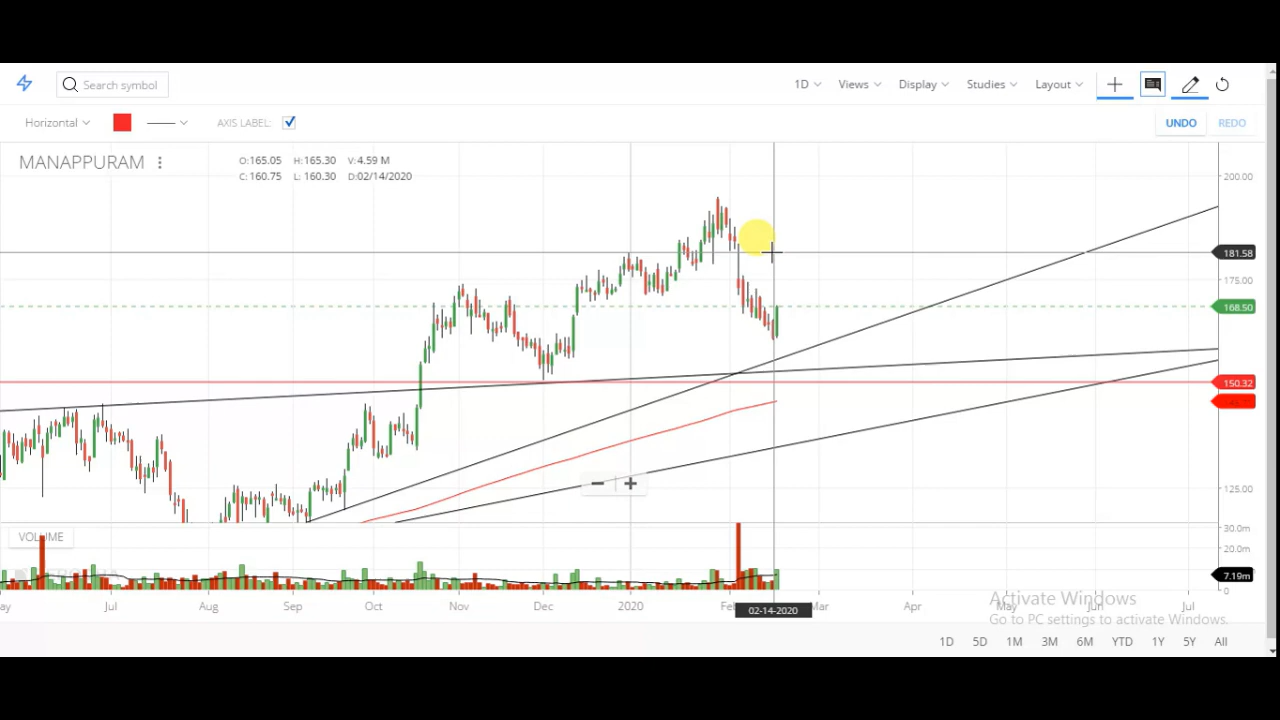 Search symbol 1D Views Display Studies Layout
Horizontal AXIS LABEL: UNDO REDO
MANAPPURAM O:165.05 H:165.30 V:4.59 M
C:160.75 L: 160.30 D:02/14/2020
200.00
181.58
175.00
168.50
150.32
125.00
VOLUME
30.0m
20.0m
7.19m
0
ay Jul Aug Sep Oct Nov Dec 2020 Mar Apr May Jun Jul
02-14-2020
Activate Windows
Go to PC settings to activate Windows.
1D 5D 1M 3M 6M YTD 1Y 5Y All